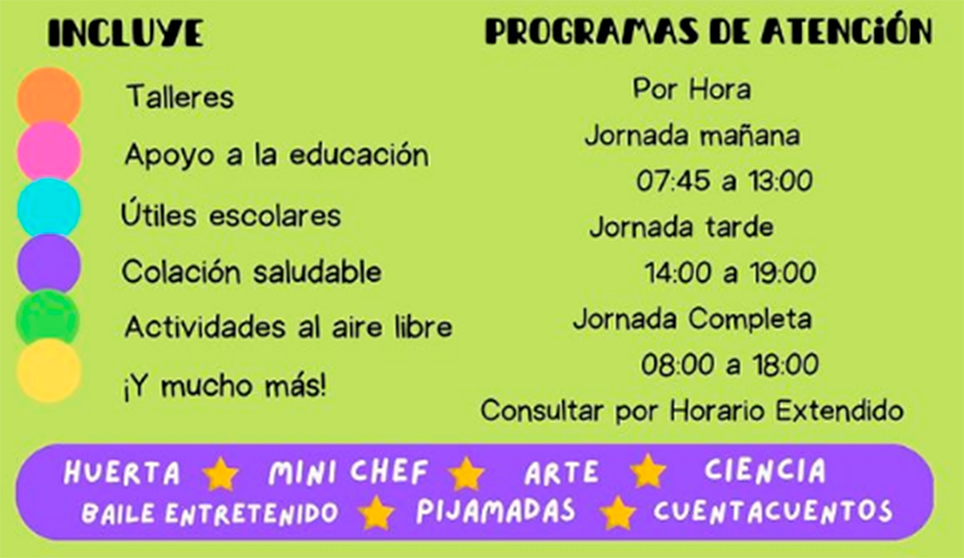 INCLUYE
Talleres
Apoyo a la educación
Útiles escolares
Colación saludable
Actividades al aire libre
¡Y mucho más!
PROGRAMAS DE ATENCIÓN
Por Hora
Jornada mañana
07:45 a 13:00
Jornada tarde
14:00 a 19:00
Jornada Completa
08:00 a 18:00
Consultar por Horario Extendido
HUERTA MINI CHEF ARTE CIENCIA
BAILE ENTRETENIDO PIJAMADAS CUENTACUENTOS